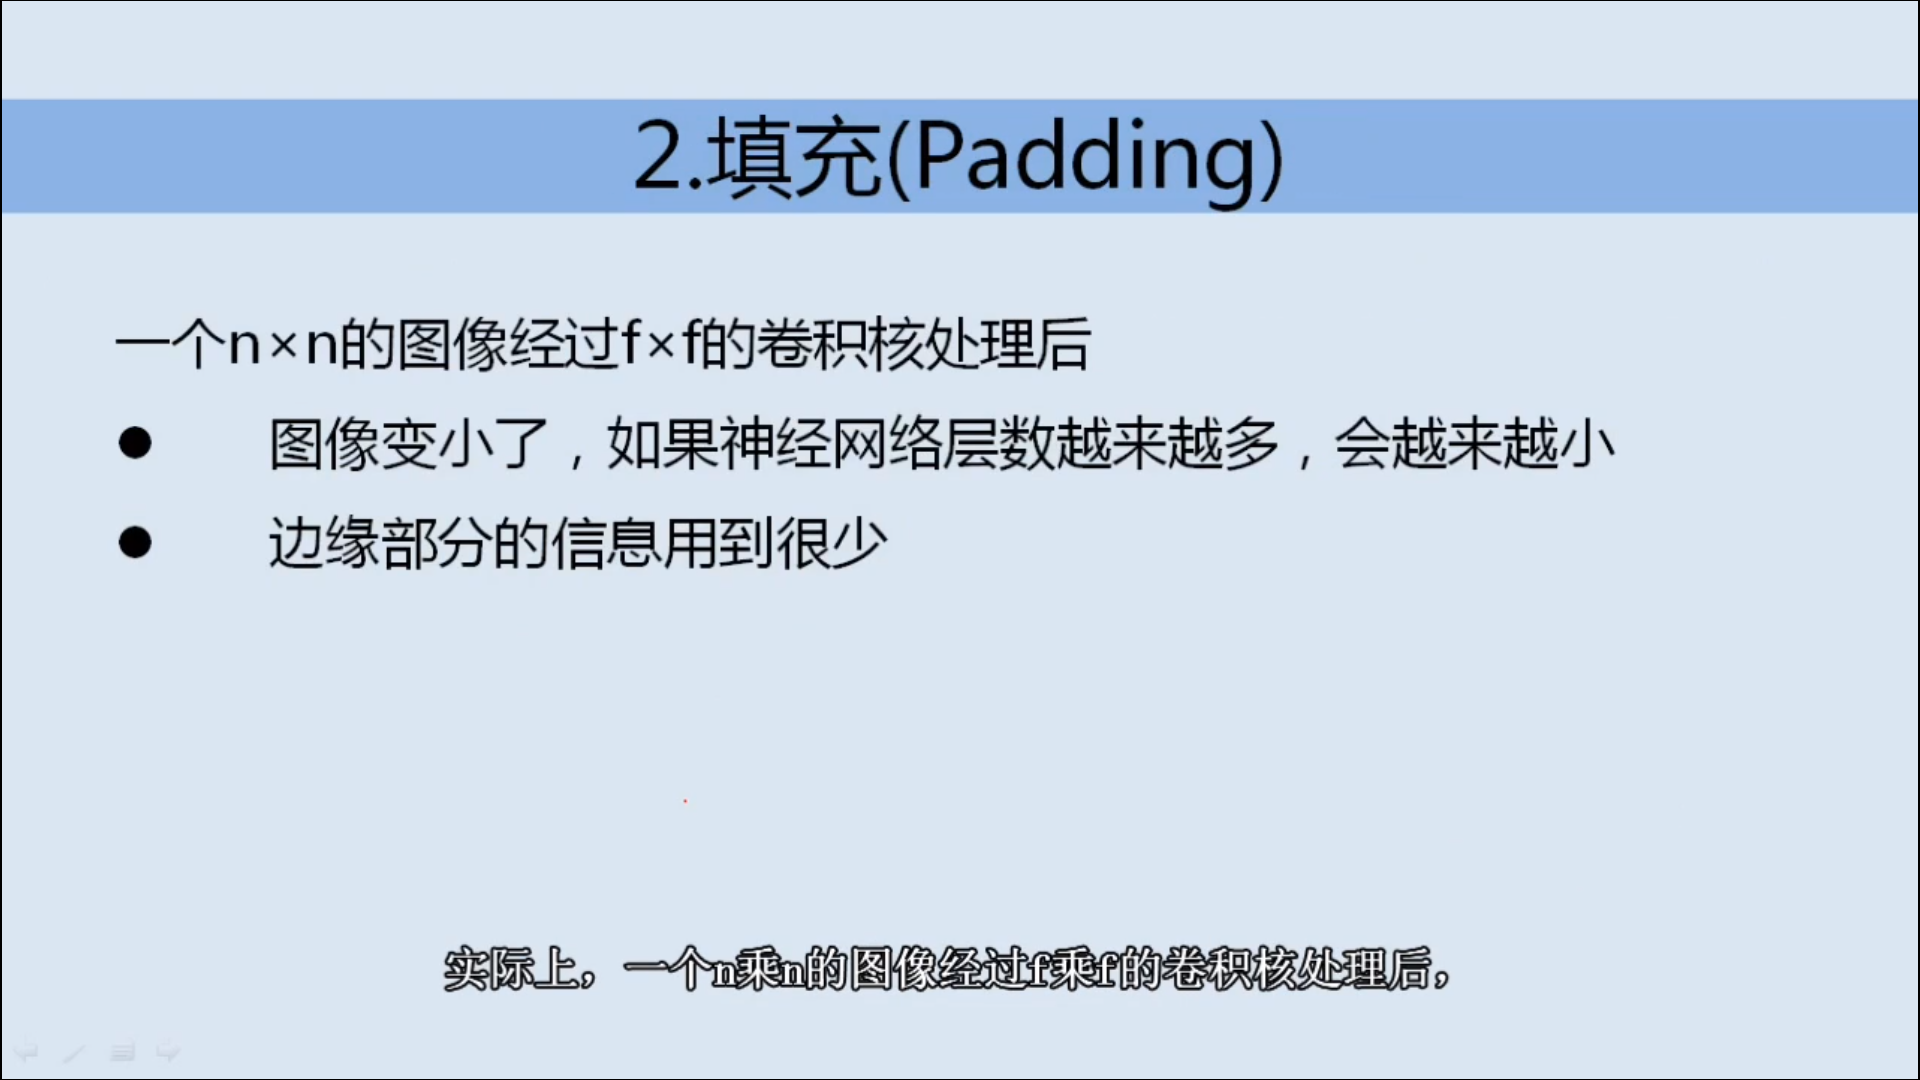 2.填充(Padding)
一个n×n的图像经过f×f的卷积核处理后
● 图像变小了，如果神经网络层数越来越多，会越来越小
● 边缘部分的信息用到很少
实际上，一个n乘n的图像经过f乘f的卷积核处理后，